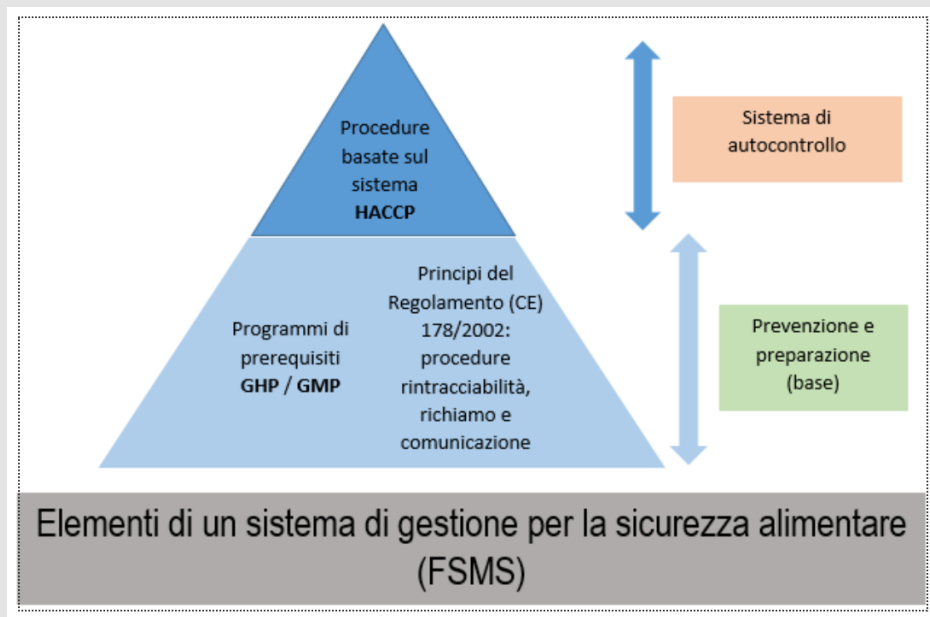 Procedure
basate sul
sistema
HACCP
Sistema di
autocontrollo
Programmi di
prerequisiti
GHP / GMP
Principi del
Regolamento (CE)
178/2002:
procedure
rintracciabilità,
richiamo e
comunicazione
Prevenzione e
preparazione
(base)
Elementi di un sistema di gestione per la sicurezza alimentare
(FSMS)